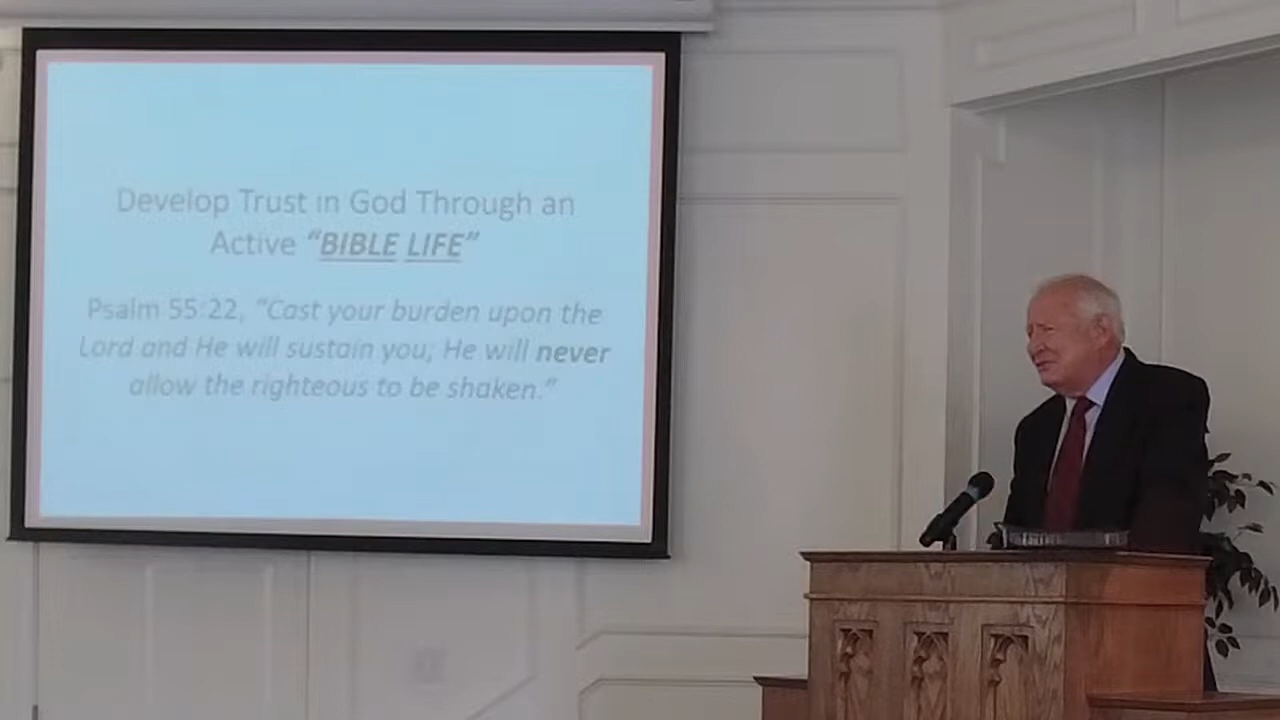 Develop Trust in God Through an
Active “BIBLE LIFE”
Psalm 55:22, “Cast your burden upon the
Lord and He will sustain you; He will never
allow the righteous to be shaken.”